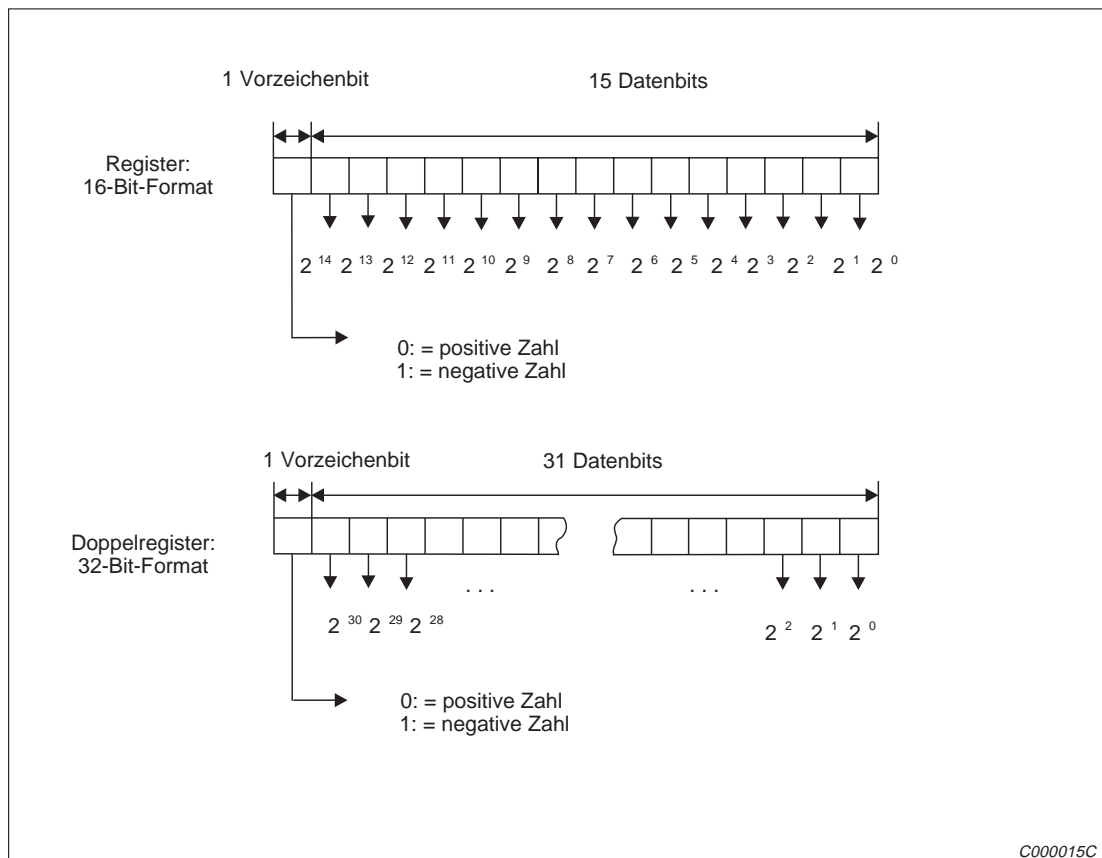 1 Vorzeichenbit 15 Datenbits
Register:
16-Bit-Format
2 14 2 13 2 12 2 11 2 10 2 9 2 8 2 7 2 6 2 5 2 4 2 3 2 2 2 1 2 0
0: = positive Zahl
1: = negative Zahl
1 Vorzeichenbit 31 Datenbits
Doppelregister:
32-Bit-Format
. . . . . .
2 30 2 29 2 28 2 2 2 1 2 0
0: = positive Zahl
1: = negative Zahl
C000015C